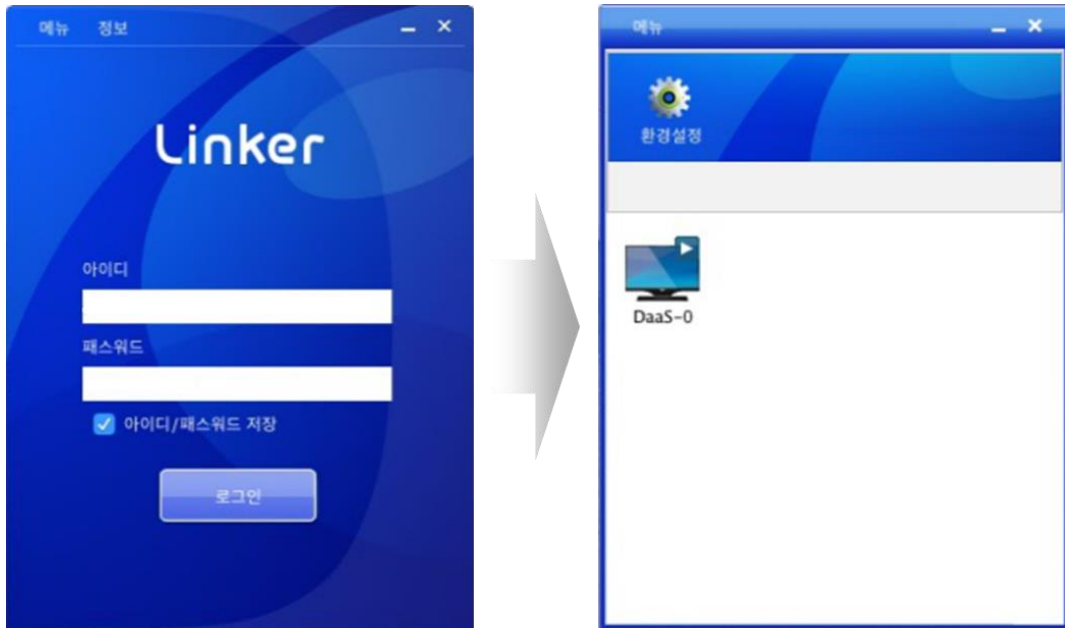 메뉴 정보
Linker
아이디
패스워드
아이디/패스워드 저장
로그인
메뉴
환경설정
DaaS-0